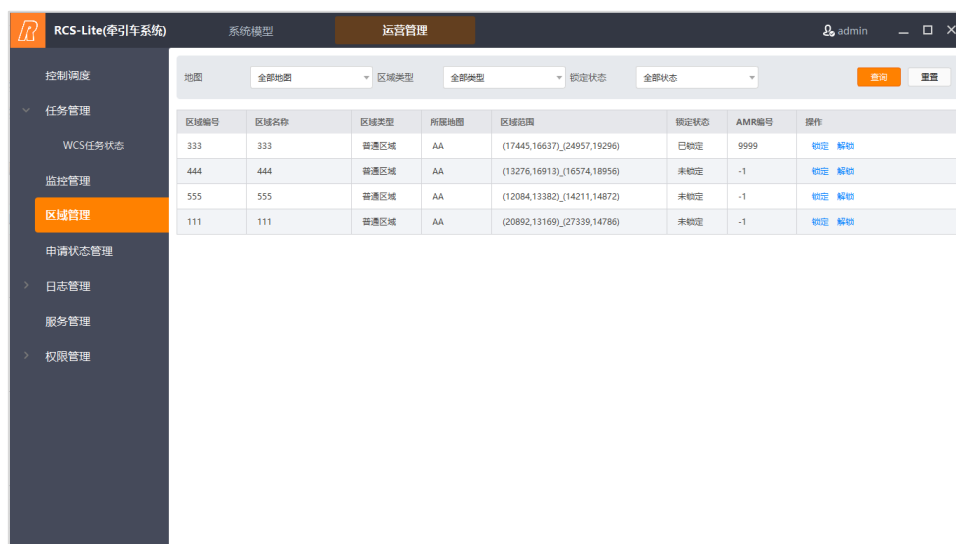 RCS-Lite(牵引车系统) 系统模型 运营管理 admin
控制调度
任务管理
WCS任务状态
监控管理
区域管理
申请状态管理
日志管理
服务管理
权限管理
地图 全部地图 区域类型 全部类型 锁定状态 全部状态 查询 重置
区域编号 区域名称 区域类型 所属地图 区域范围 锁定状态 AMR编号 操作
333 333 普通区域 AA (17445,16637)_(24957,19296) 已锁定 9999 锁定 解锁
444 444 普通区域 AA (13276,16913)_(16574,18956) 未锁定 -1 锁定 解锁
555 555 普通区域 AA (12084,13382)_(14211,14872) 未锁定 -1 锁定 解锁
111 111 普通区域 AA (20892,13169)_(27339,14786) 未锁定 -1 锁定 解锁